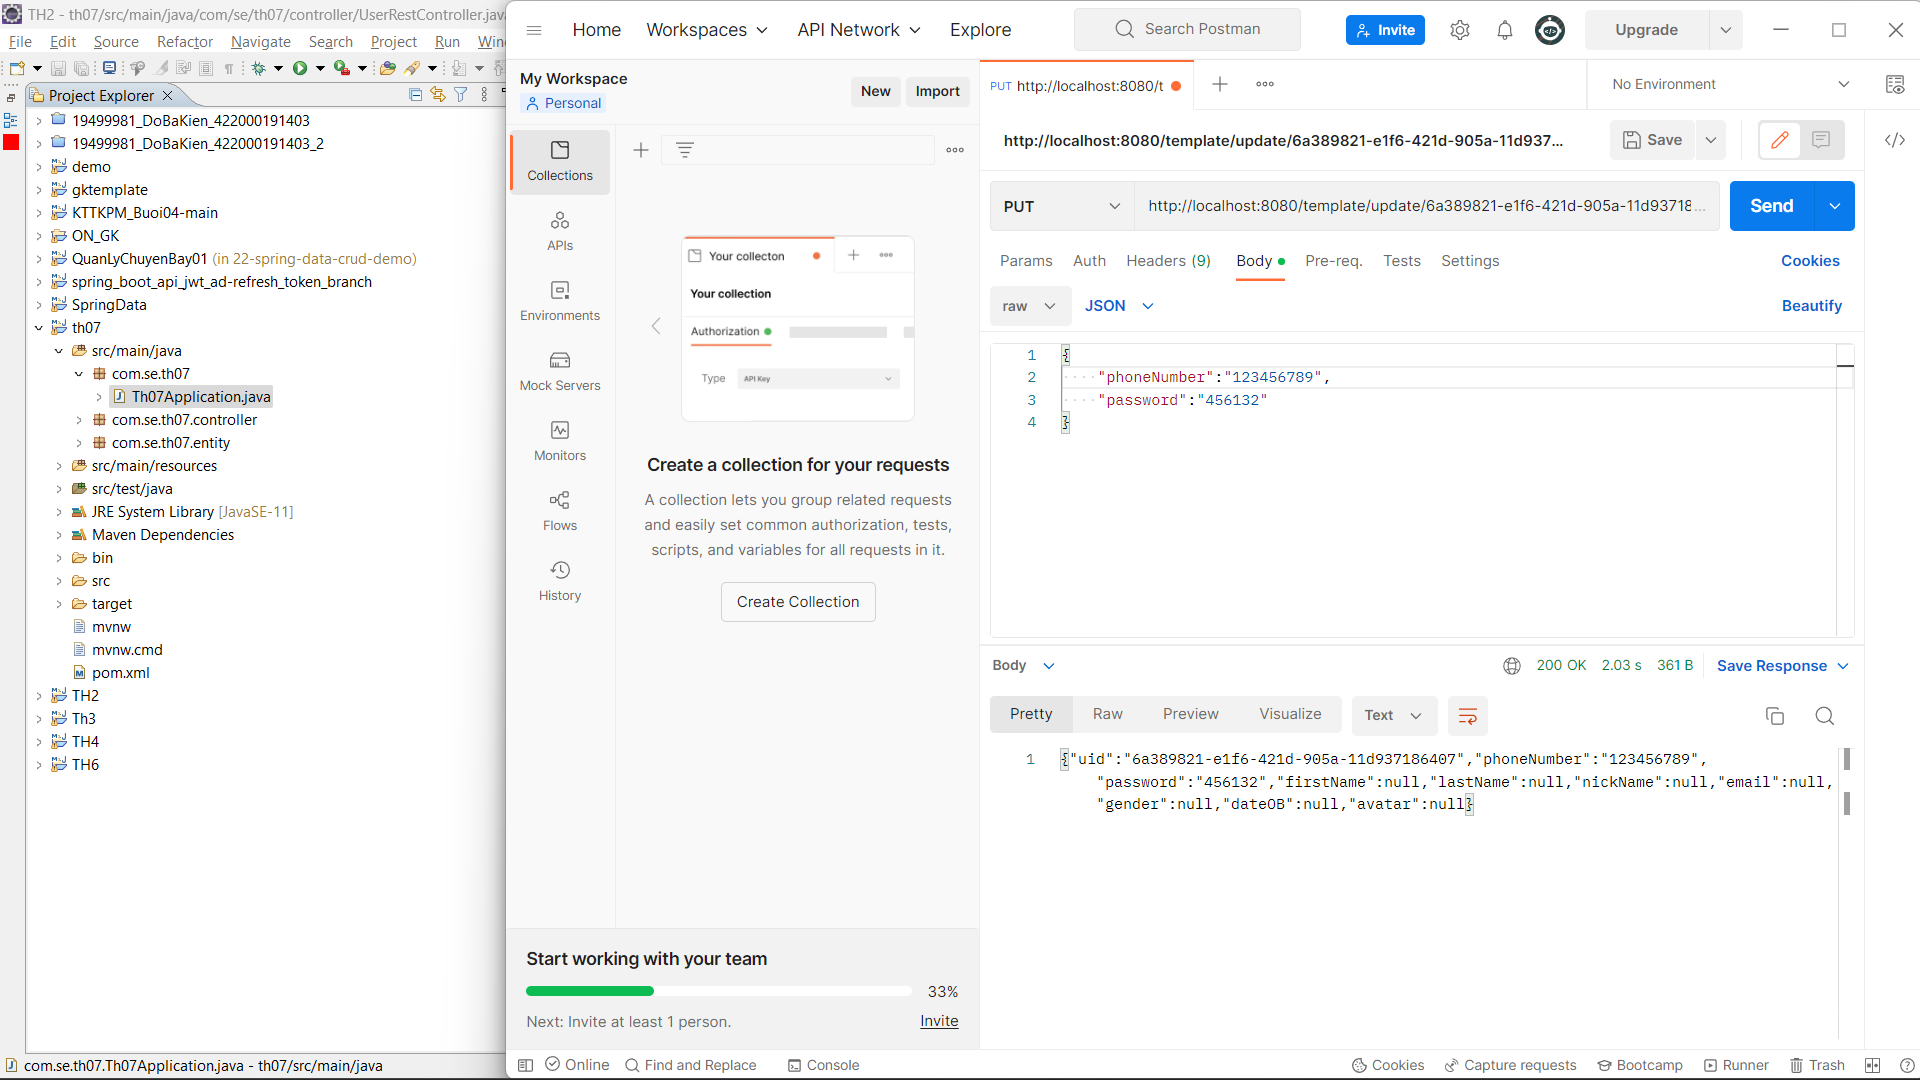 TH2 - th07/src/main/java/com/se/th07/controller/UserRestController.java
File Edit Source Refactor Navigate Search Project Run
Project Explorer
19499981_DoBaKien_422000191403
19499981_DoBaKien_422000191403_2
demo
gktemplate
KTTKPM_Buoi04-main
ON_GK
QuanLyChuyenBay01 (in 22-spring-data-crud-demo)
spring_boot_api_jwt_ad-refresh_token_branch
SpringData
th07
src/main/java
com.se.th07
Th07Application.java
com.se.th07.controller
com.se.th07.entity
src/main/resources
src/test/java
JRE System Library [JavaSE-11]
Maven Dependencies
bin
src
target
mvnw
mvnw.cmd
pom.xml
TH2
Th3
TH4
TH6
com.se.th07.Th07Application.java - th07/src/main/java
Home Workspaces API Network Explore
Search Postman
Invite
Upgrade
My Workspace
Personal
New Import
Collections
APIs
Environments
Mock Servers
Monitors
Flows
History
Your collecton
Your collection
Authorization
Type API Key
Create a collection for your requests
A collection lets you group related requests
and easily set common authorization, tests,
scripts, and variables for all requests in it.
Create Collection
Start working with your team
33%
Next: Invite at least 1 person.
Invite
PUT http://localhost:8080/t
No Environment
http://localhost:8080/template/update/6a389821-e1f6-421d-905a-11d937...
Save
PUT
http://localhost:8080/template/update/6a389821-e1f6-421d-905a-11d93718...
Send
Params Auth Headers (9) Body Pre-req. Tests Settings
Cookies
raw JSON
Beautify
1 {
2 "phoneNumber":"123456789",
3 "password":"456132"
4 }
Body
200 OK 2.03 s 361 B Save Response
Pretty Raw Preview Visualize Text
1 {"uid":"6a389821-e1f6-421d-905a-11d937186407","phoneNumber":"123456789",
"password":"456132","firstName":null,"lastName":null,"nickName":null,"email":null,
"gender":null,"dateOB":null,"avatar":null}
Online Find and Replace Console
Cookies Capture requests Bootcamp Runner Trash